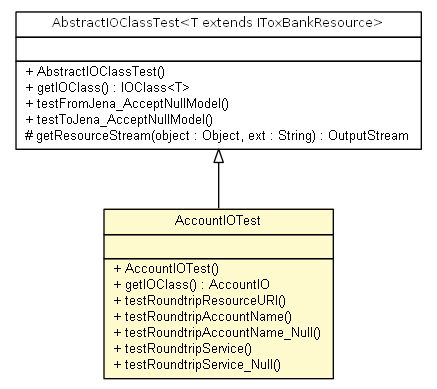 AbstractIOClassTest<T extends IToxBankResource>
+ AbstractIOClassTest()
+ getIOClass() : IOClass<T>
+ testFromJena_AcceptNullModel()
+ testToJena_AcceptNullModel()
# getResourceStream(object : Object, ext : String) : OutputStream
AccountIOTest
+ AccountIOTest()
+ getIOClass() : AccountIO
+ testRoundtripResourceURI()
+ testRoundtripAccountName()
+ testRoundtripAccountName_Null()
+ testRoundtripService()
+ testRoundtripService_Null()